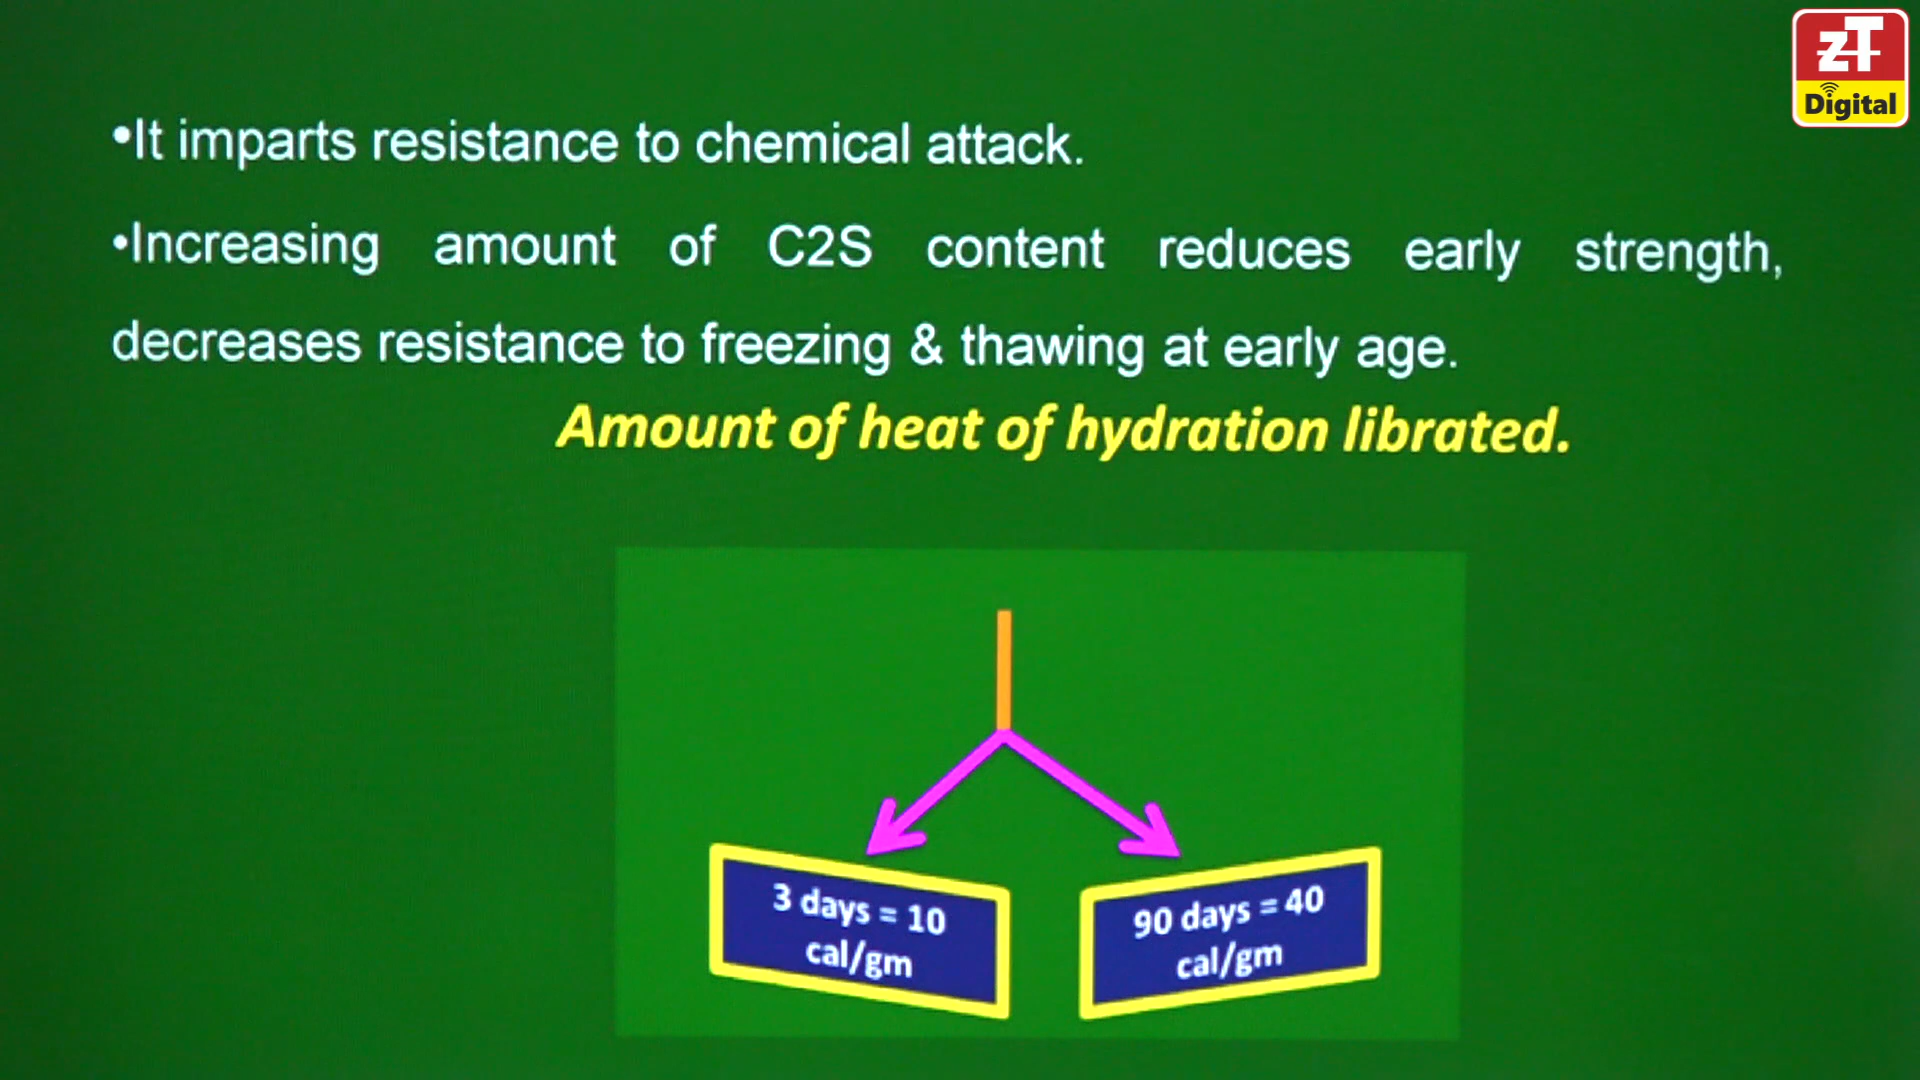 zT
Digital
•It imparts resistance to chemical attack.
•Increasing amount of C2S content reduces early strength,
decreases resistance to freezing & thawing at early age.
Amount of heat of hydration librated.
3 days = 10
cal/gm
90 days = 40
cal/gm